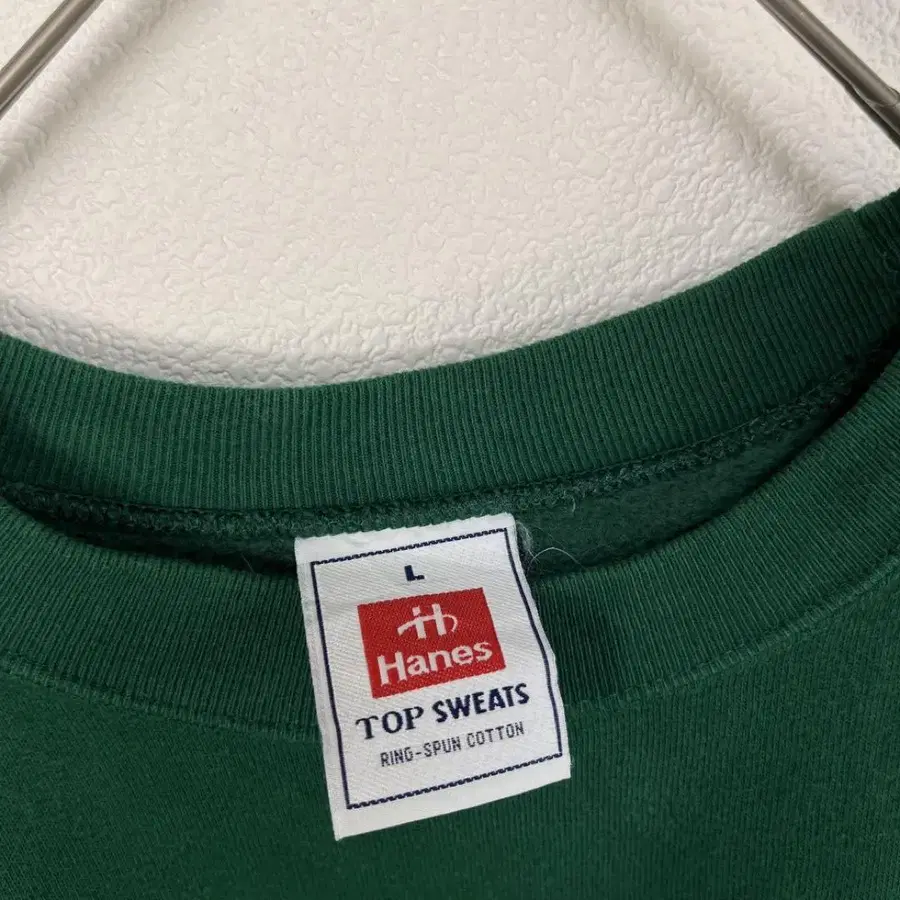 L
Hanes
TOP SWEATS
RING-SPUN COTTON